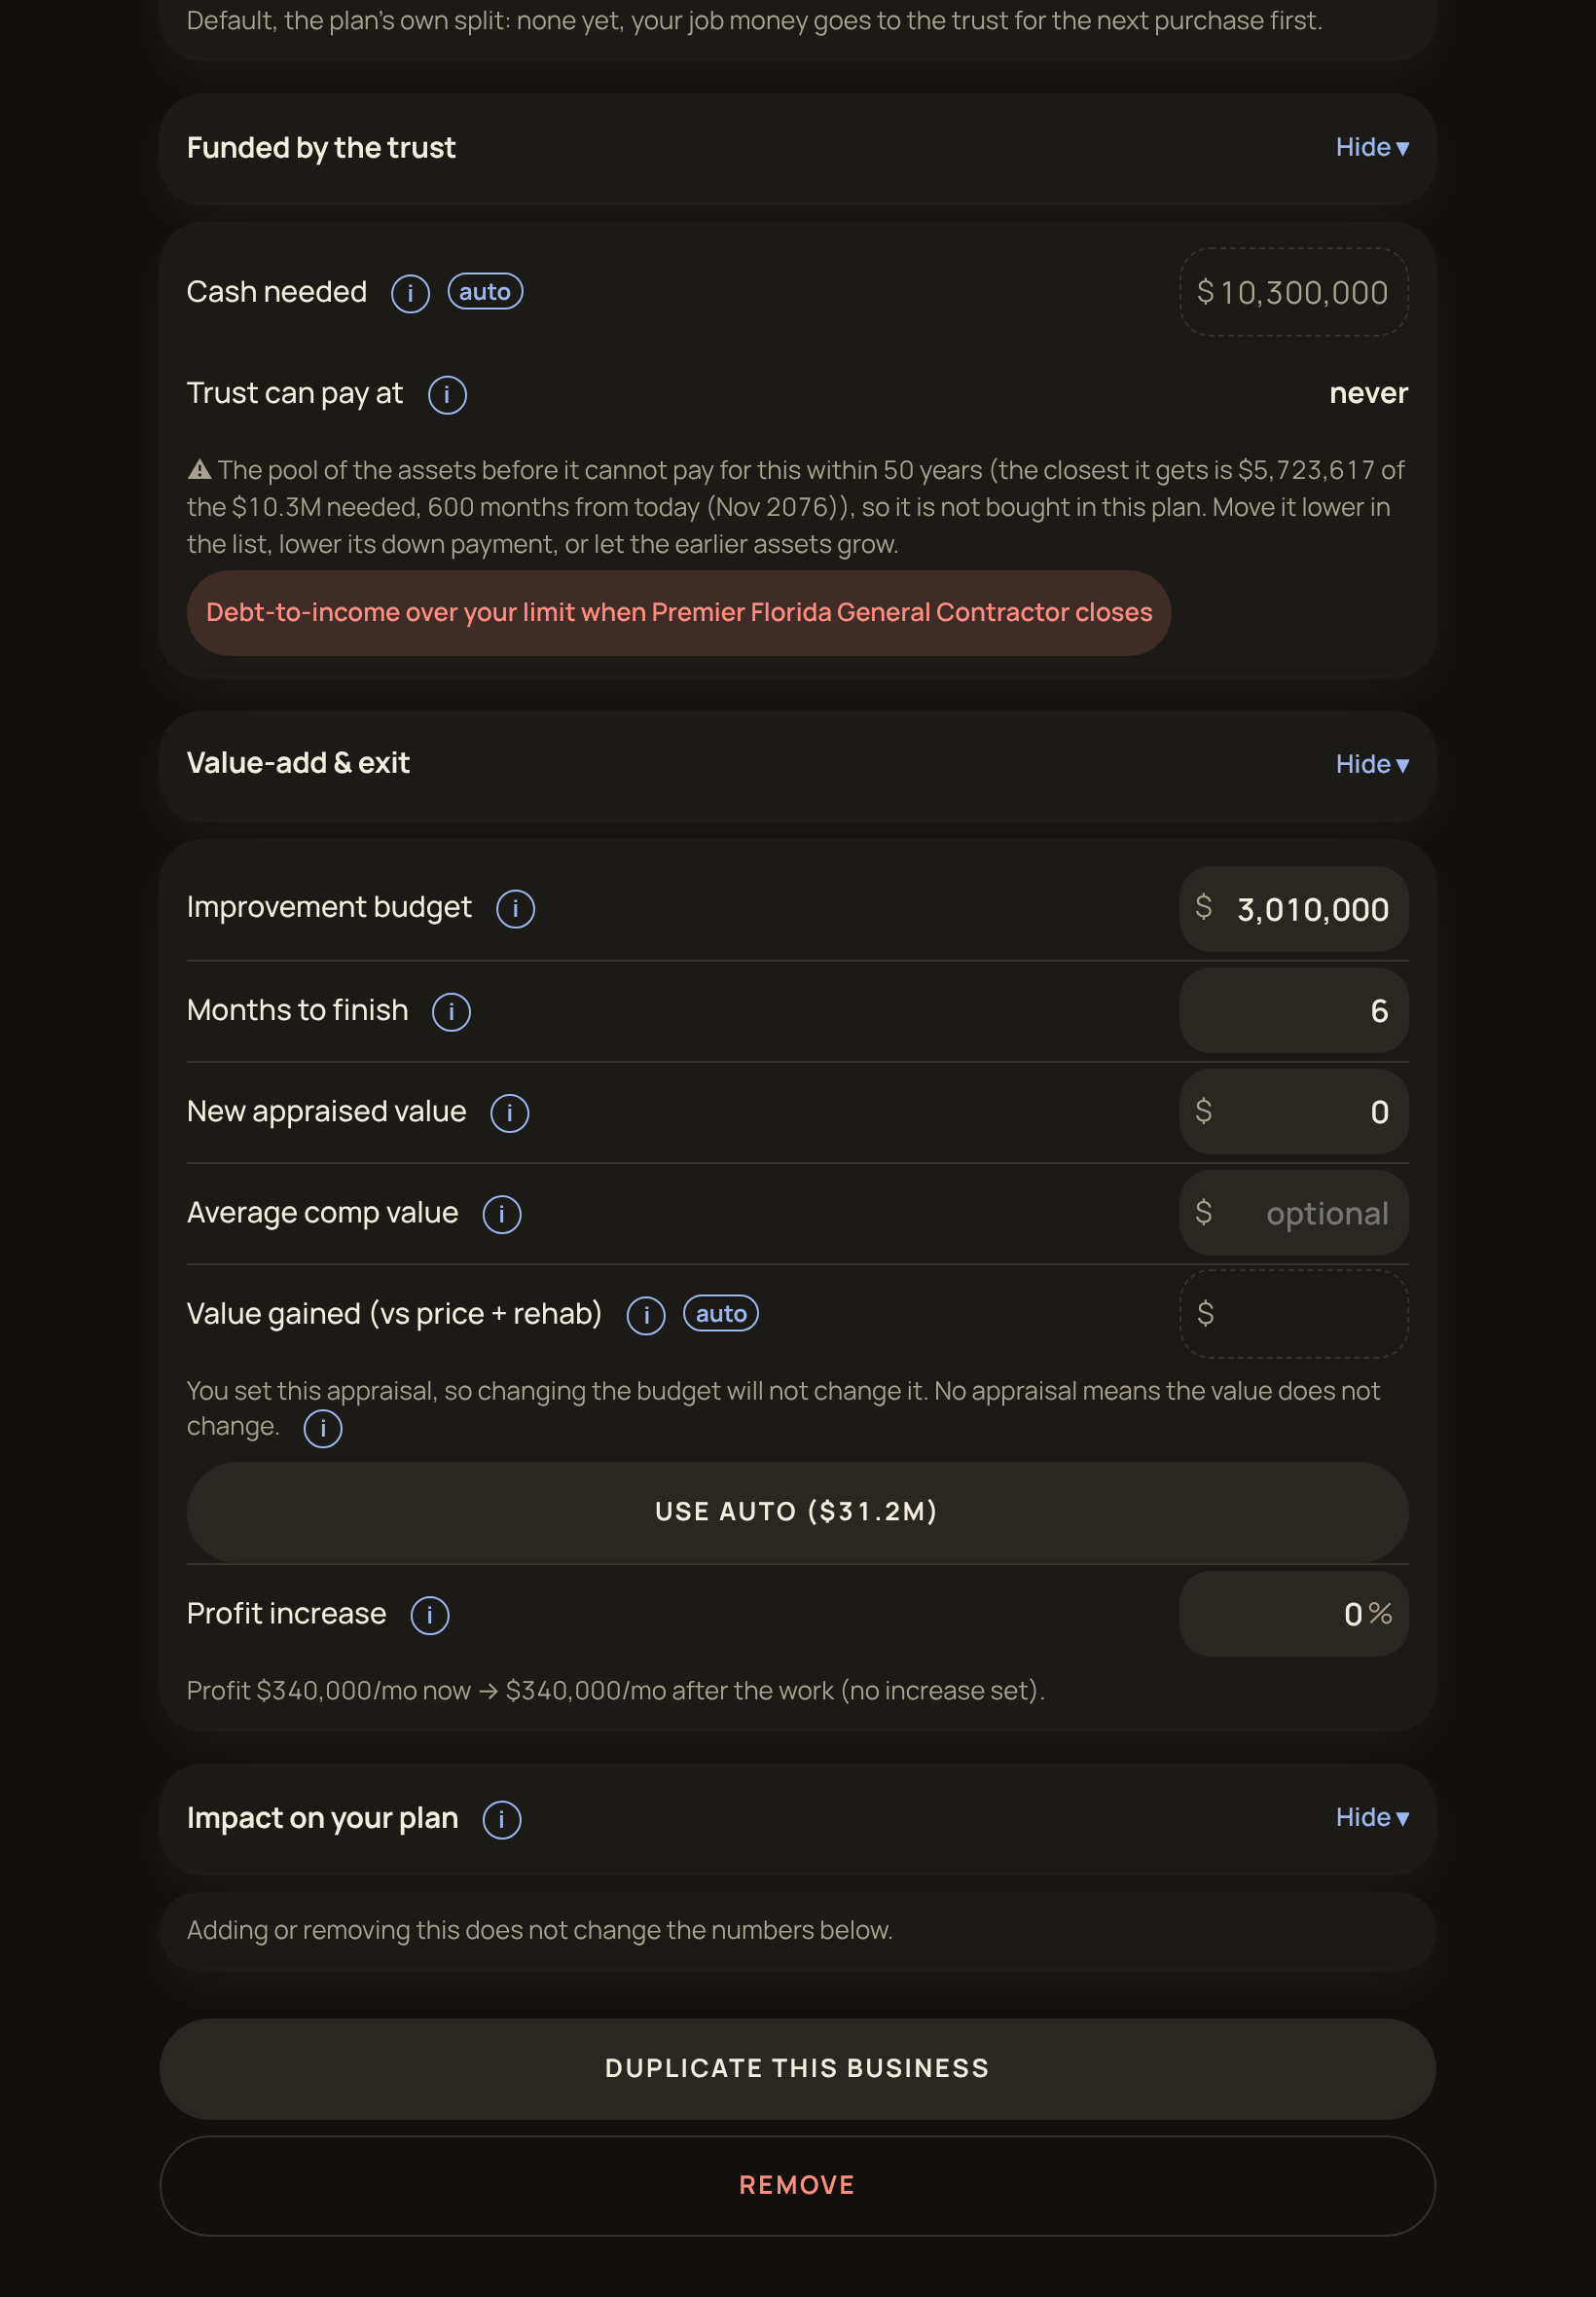 Default, the plan's own split: none yet, your job money goes to the trust for the next purchase first.
Funded by the trust
Hide ▾
Cash needed i auto
$ 10,300,000
Trust can pay at i
never
⚠ The pool of the assets before it cannot pay for this within 50 years (the closest it gets is $5,723,617 of
the $10.3M needed, 600 months from today (Nov 2076)), so it is not bought in this plan. Move it lower in
the list, lower its down payment, or let the earlier assets grow.
Debt-to-income over your limit when Premier Florida General Contractor closes
Value-add & exit
Hide ▾
Improvement budget i
$ 3,010,000
Months to finish i
6
New appraised value i
$ 0
Average comp value i
$ optional
Value gained (vs price + rehab) i auto
$
You set this appraisal, so changing the budget will not change it. No appraisal means the value does not
change. i
USE AUTO ($31.2M)
Profit increase i
0 %
Profit $340,000/mo now → $340,000/mo after the work (no increase set).
Impact on your plan i
Hide ▾
Adding or removing this does not change the numbers below.
DUPLICATE THIS BUSINESS
REMOVE